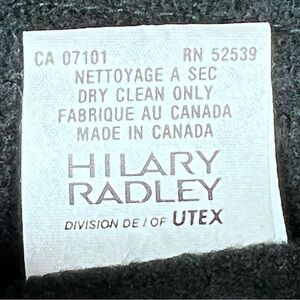 CA 07101 RN 52539
NETTOYAGE A SEC
DRY CLEAN ONLY
FABRIQUE AU CANADA
MADE IN CANADA
HILARY
RADLEY
DIVISION DE / OF UTEX